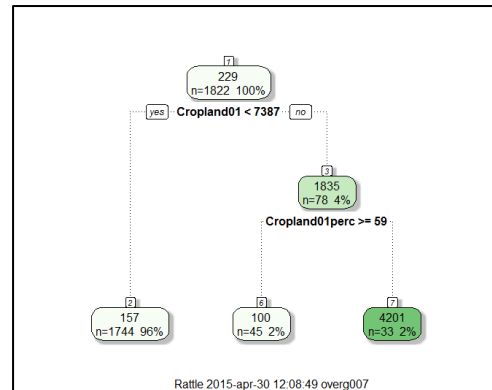 1
229
n=1822 100%
yes Cropland01 < 7387 no
3
1835
n=78 4%
Cropland01perc >= 59
2
157
n=1744 96%
6
100
n=45 2%
7
4201
n=33 2%
Rattle 2015-apr-30 12:08:49 overg007